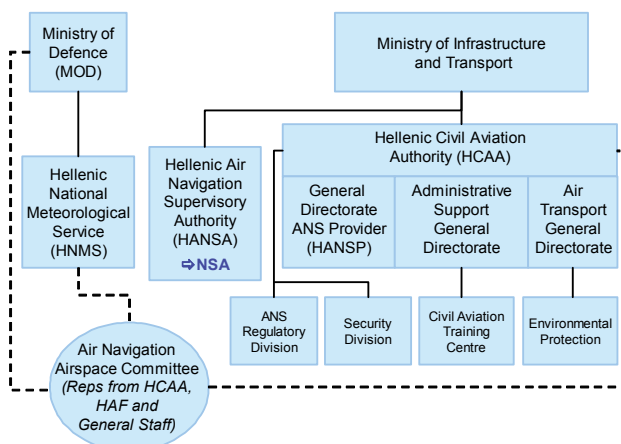 Ministry of
Defence
(MOD)
Ministry of Infrastructure
and Transport
Hellenic
National
Meteorological
Service
(HNMS)
Hellenic Air
Navigation
Supervisory
Authority
(HANSA)
⇨NSA
Hellenic Civil Aviation
Authority (HCAA)
General
Directorate
ANS Provider
(HANSP)
Administrative
Support
General
Directorate
Air
Transport
General
Directorate
ANS
Regulatory
Division
Security
Division
Civil Aviation
Training
Centre
Environmental
Protection
Air Navigation
Airspace Committee
(Reps from HCAA,
HAF and
General Staff)